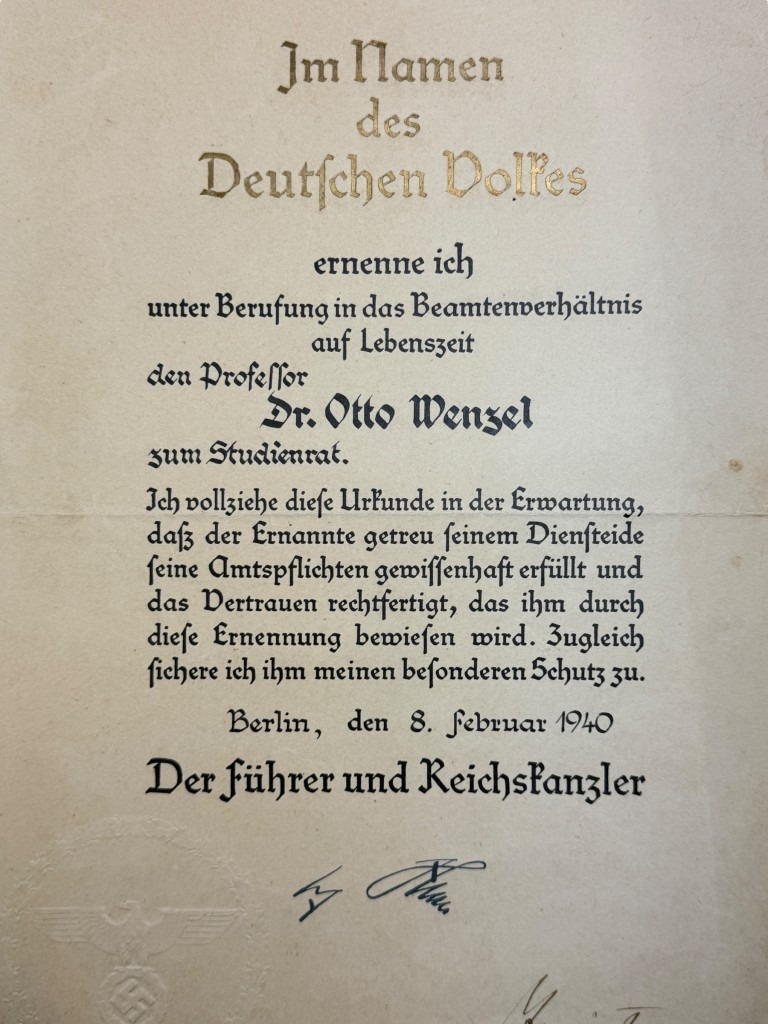 Im Namen
des
Deutschen Volkes
ernenne ich
unter Berufung in das Beamtenverhältnis
auf Lebenszeit
den Professor
Dr. Otto Wenzel
zum Studienrat.
Ich vollziehe diese Urkunde in der Erwartung,
daß der Ernannte getreu seinem Diensteide
seine Amtspflichten gewissenhaft erfüllt und
das Vertrauen rechtfertigt, das ihm durch
diese Ernennung bewiesen wird. Zugleich
sichere ich ihm meinen besonderen Schutz zu.
Berlin, den 8. Februar 1940
Der Führer und Reichskanzler